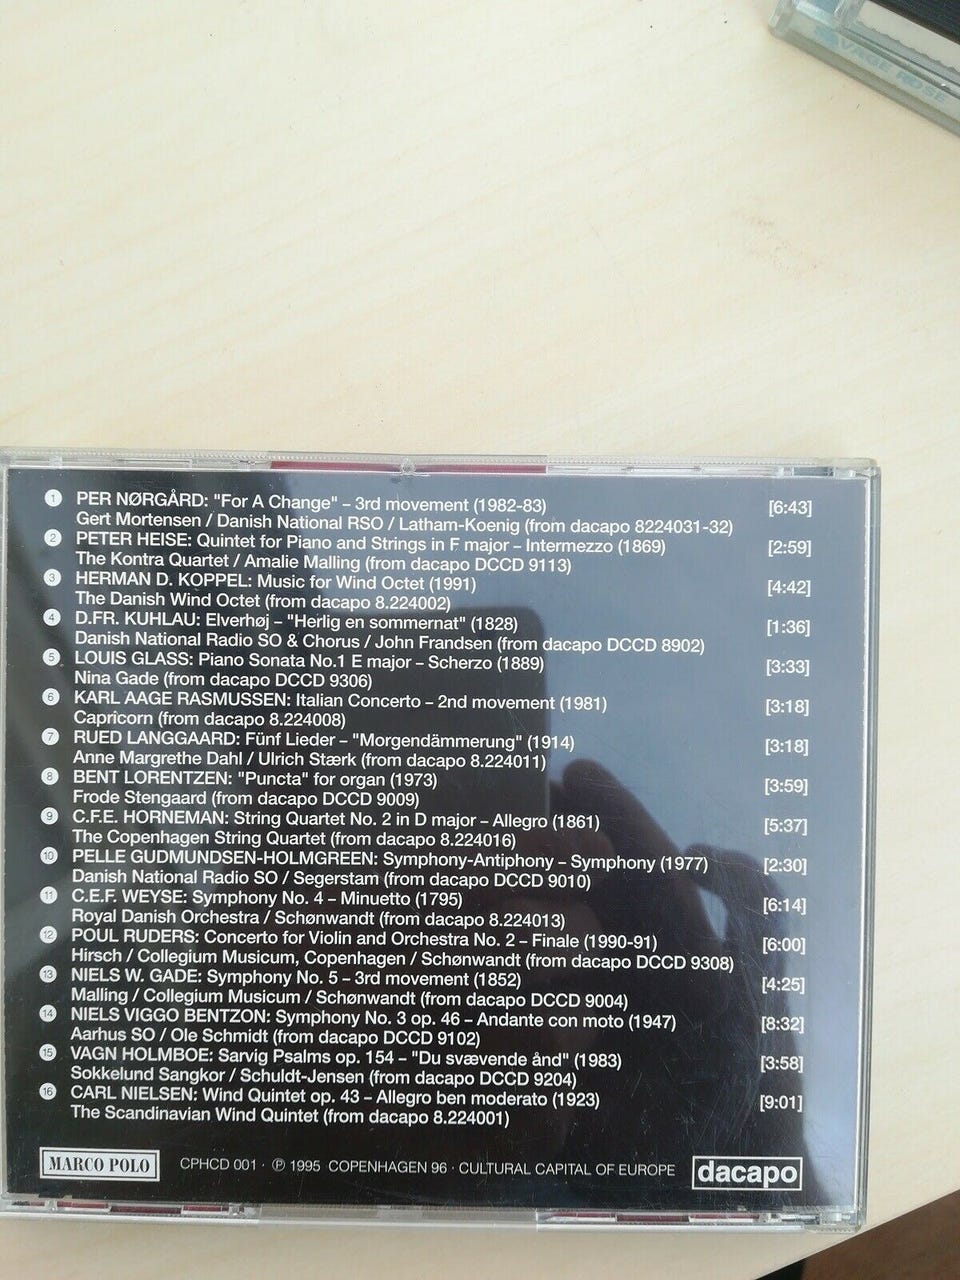 SAVAGE ROSE
1 PER NØRGÅRD: "For A Change" – 3rd movement (1982-83) [6:43]
Gert Mortensen / Danish National RSO / Latham-Koenig (from dacapo 8224031-32)
2 PETER HEISE: Quintet for Piano and Strings in F major – Intermezzo (1869) [2:59]
The Kontra Quartet / Amalie Malling (from dacapo DCCD 9113)
3 HERMAN D. KOPPEL: Music for Wind Octet (1991) [4:42]
The Danish Wind Octet (from dacapo 8.224002)
4 D.FR. KUHLAU: Elverhøj – "Herlig en sommernat" (1828) [1:36]
Danish National Radio SO & Chorus / John Frandsen (from dacapo DCCD 8902)
5 LOUIS GLASS: Piano Sonata No.1 E major – Scherzo (1889) [3:33]
Nina Gade (from dacapo DCCD 9306)
6 KARL AAGE RASMUSSEN: Italian Concerto – 2nd movement (1981) [3:18]
Capricorn (from dacapo 8.224008)
7 RUED LANGGAARD: Fünf Lieder – "Morgendämmerung" (1914) [3:18]
Anne Margrethe Dahl / Ulrich Stærk (from dacapo 8.224011)
8 BENT LORENTZEN: "Puncta" for organ (1973) [3:59]
Frode Stengaard (from dacapo DCCD 9009)
9 C.F.E. HORNEMAN: String Quartet No. 2 in D major – Allegro (1861) [5:37]
The Copenhagen String Quartet (from dacapo 8.224016)
10 PELLE GUDMUNDSEN-HOLMGREEN: Symphony-Antiphony – Symphony (1977) [2:30]
Danish National Radio SO / Segerstam (from dacapo DCCD 9010)
11 C.E.F. WEYSE: Symphony No. 4 – Minuetto (1795) [6:14]
Royal Danish Orchestra / Schønwandt (from dacapo 8.224013)
12 POUL RUDERS: Concerto for Violin and Orchestra No. 2 – Finale (1990-91) [6:00]
Hirsch / Collegium Musicum, Copenhagen / Schønwandt (from dacapo DCCD 9308)
13 NIELS W. GADE: Symphony No. 5 – 3rd movement (1852) [4:25]
Malling / Collegium Musicum / Schønwandt (from dacapo DCCD 9004)
14 NIELS VIGGO BENTZON: Symphony No. 3 op. 46 – Andante con moto (1947) [8:32]
Aarhus SO / Ole Schmidt (from dacapo DCCD 9102)
15 VAGN HOLMBOE: Sarvig Psalms op. 154 – "Du svævende ånd" (1983) [3:58]
Sokkelund Sangkor / Schuldt-Jensen (from dacapo DCCD 9204)
16 CARL NIELSEN: Wind Quintet op. 43 – Allegro ben moderato (1923) [9:01]
The Scandinavian Wind Quintet (from dacapo 8.224001)
MARCO POLO CPHCD 001 · ℗ 1995 COPENHAGEN 96 · CULTURAL CAPITAL OF EUROPE dacapo